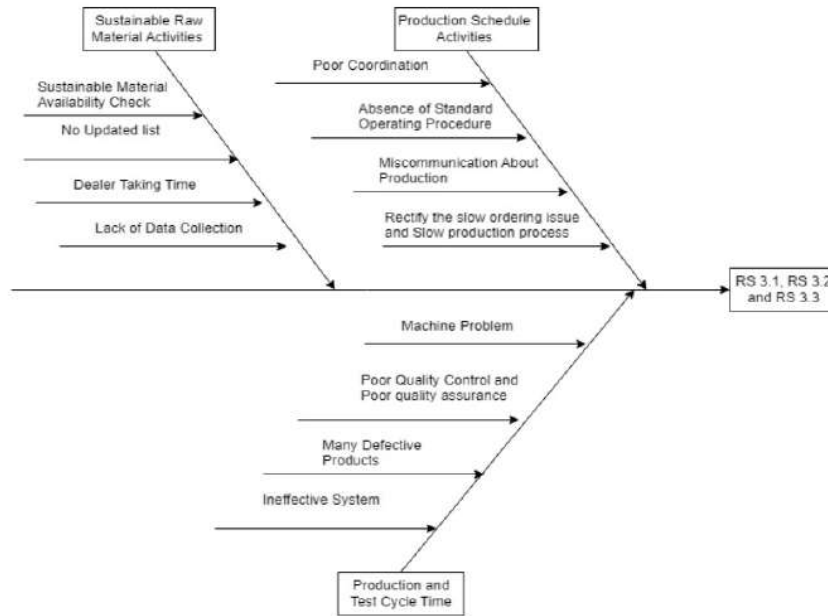 Sustainable Raw
Material Activities
Production Schedule
Activities
Poor Coordination
Sustainable Material
Availability Check
Absence of Standard
Operating Procedure
No Updated list
Miscommunication About
Production
Dealer Taking Time
Rectify the slow ordering issue
and Slow production process
Lack of Data Collection
RS 3.1, RS 3.2
and RS 3.3
Machine Problem
Poor Quality Control and
Poor quality assurance
Many Defective
Products
Ineffective System
Production and
Test Cycle Time